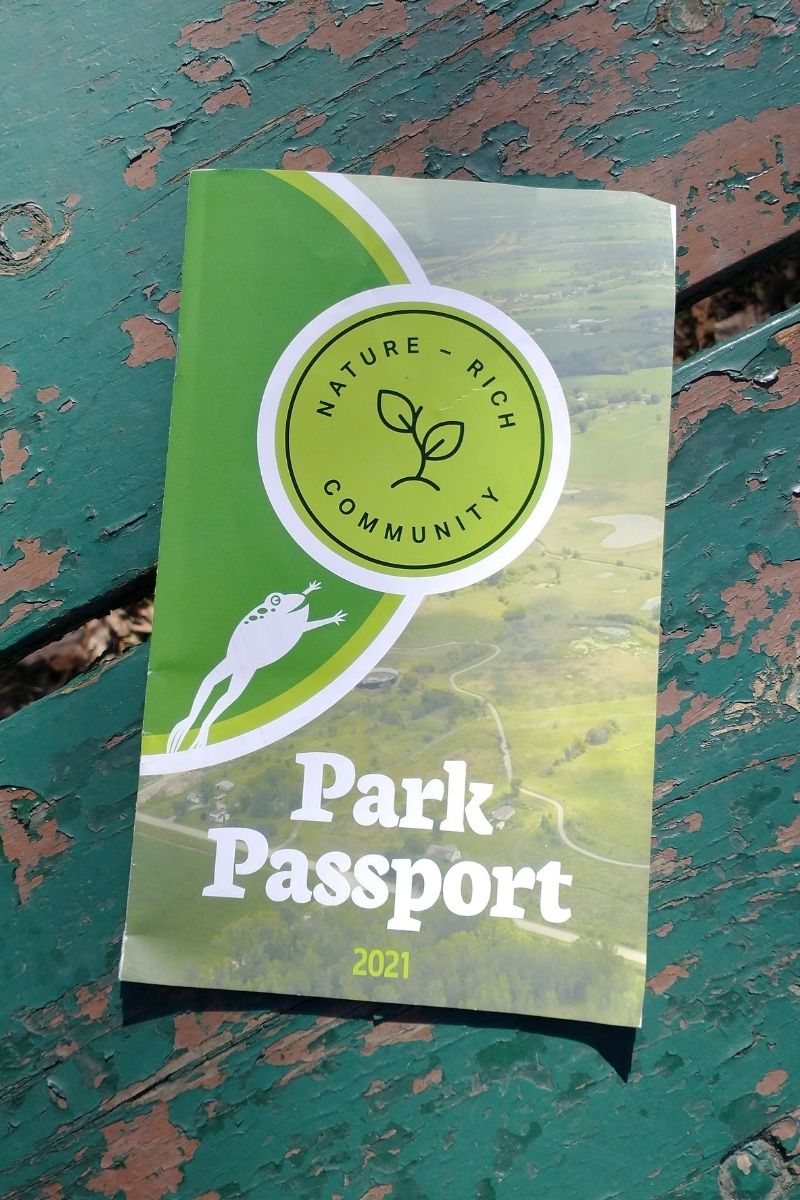 NATURE - RICH
COMMUNITY
Park
Passport
2021